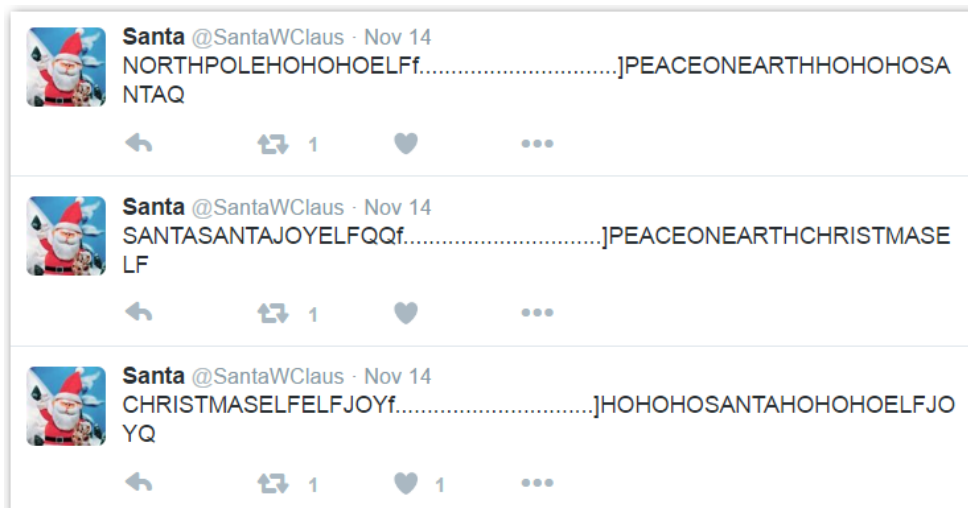 Santa @SantaWClaus · Nov 14
NORTHPOLEHOHOHOELFf...............................]PEACEONEARTHHOHOHOSA
NTAQ
1
Santa @SantaWClaus · Nov 14
SANTASANTAJOYELFQQf...............................]PEACEONEARTHCHRISTMASE
LF
1
Santa @SantaWClaus · Nov 14
CHRISTMASELFELFJOYf...............................]HOHOHOSANTAHOHOHOELFJO
YQ
1 1